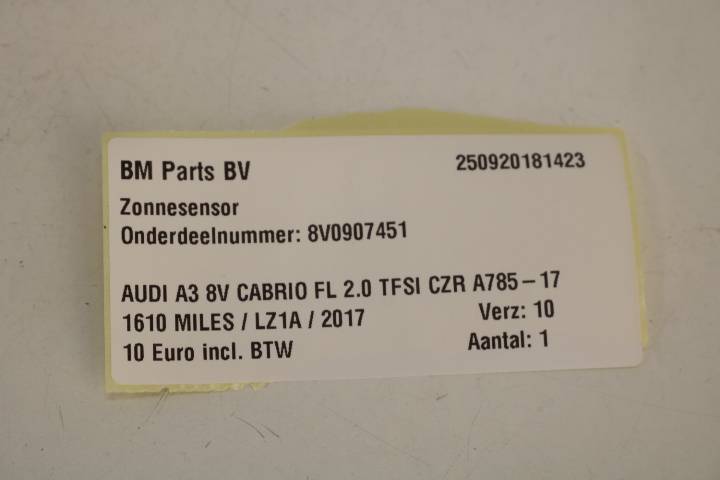 BM Parts BV 250920181423
Zonnesensor
Onderdeelnummer: 8V0907451
AUDI A3 8V CABRIO FL 2.0 TFSI CZR A785-17
1610 MILES / LZ1A / 2017 Verz: 10
10 Euro incl. BTW Aantal: 1